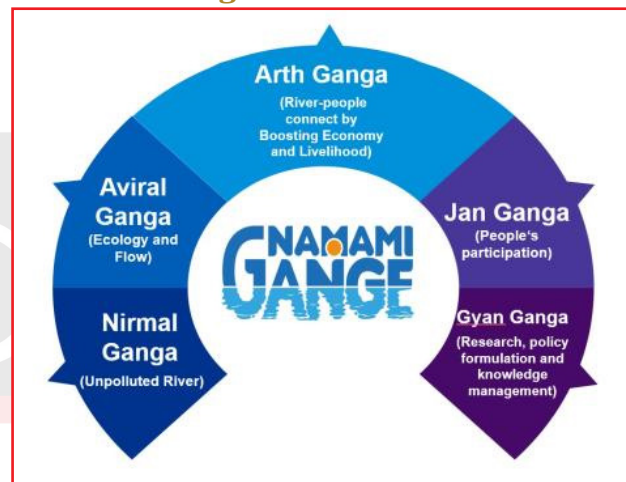 Arth Ganga
(River-people
connect by
Boosting Economy
and Livelihood)
Aviral
Ganga
(Ecology and
Flow)
Jan Ganga
(People's
participation)
NAMAMI
GANGE
Nirmal
Ganga
(Unpolluted River)
Gyan Ganga
(Research, policy
formulation and
knowledge
management)